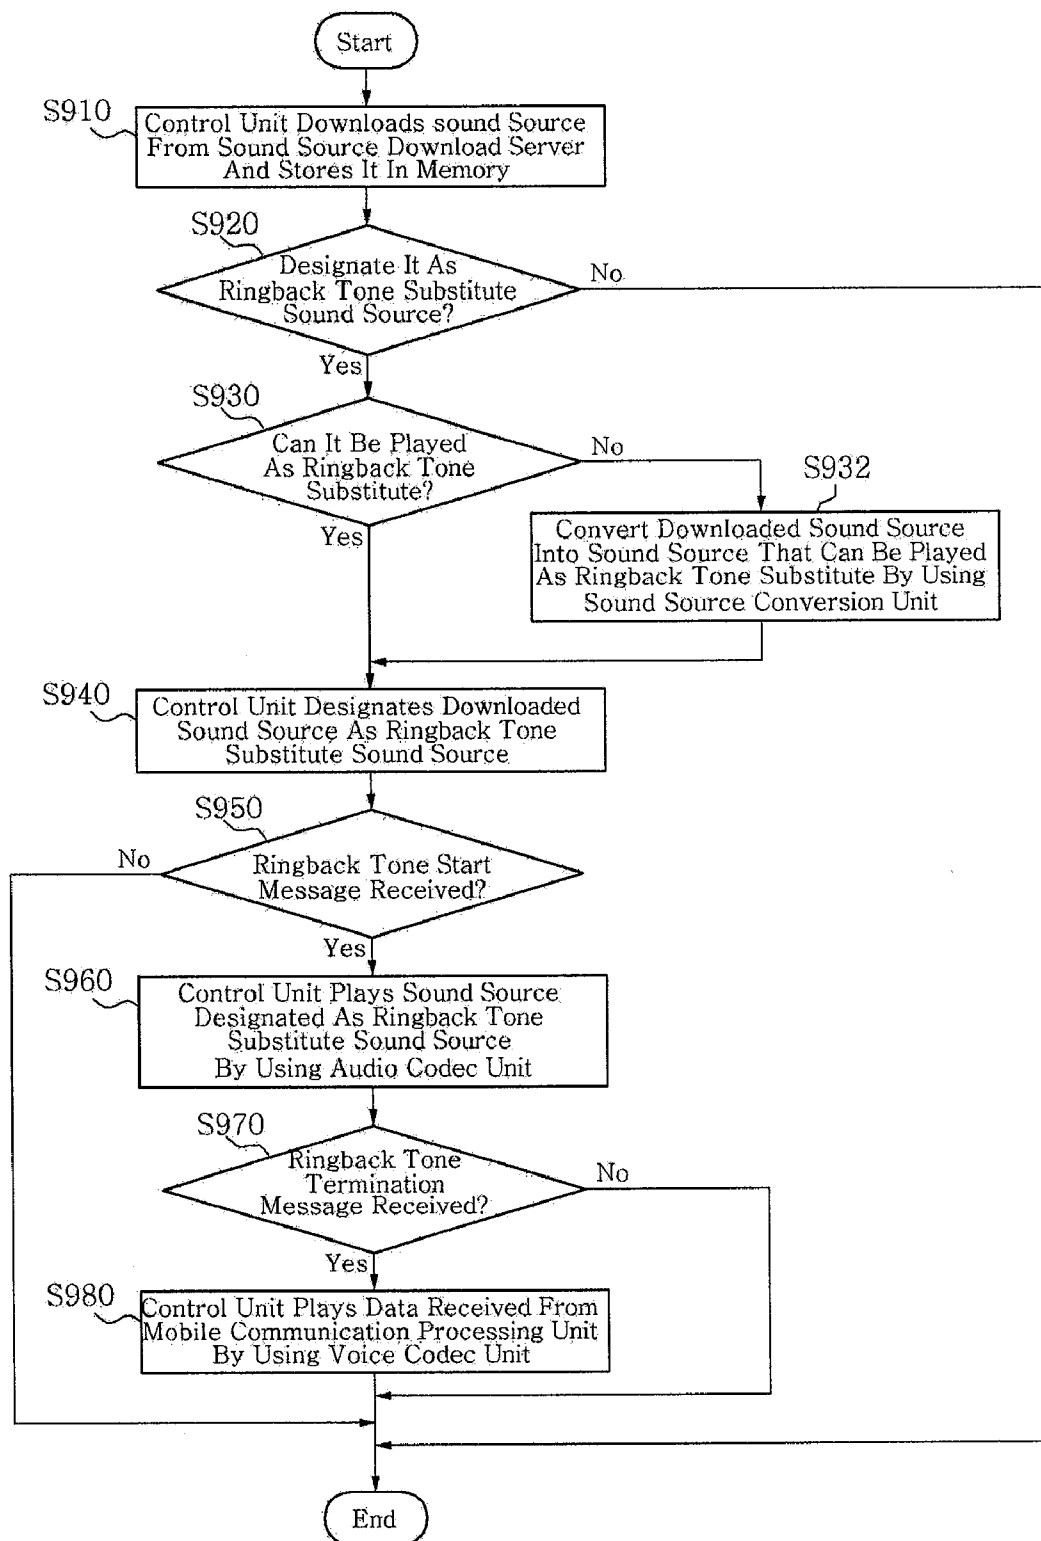 Start
S910
Control Unit Downloads sound Source
From Sound Source Download Server
And Stores It In Memory
S920
Designate It As
Ringback Tone Substitute
Sound Source?
No
Yes
S930
Can It Be Played
As Ringback Tone
Substitute?
No
Yes
S932
Convert Downloaded Sound Source
Into Sound Source That Can Be Played
As Ringback Tone Substitute By Using
Sound Source Conversion Unit
S940
Control Unit Designates Downloaded
Sound Source As Ringback Tone
Substitute Sound Source
S950
No
Ringback Tone Start
Message Received?
Yes
S960
Control Unit Plays Sound Source
Designated As Ringback Tone
Substitute Sound Source
By Using Audio Codec Unit
S970
Ringback Tone
Termination
Message Received?
No
Yes
S980
Control Unit Plays Data Received From
Mobile Communication Processing Unit
By Using Voice Codec Unit
End